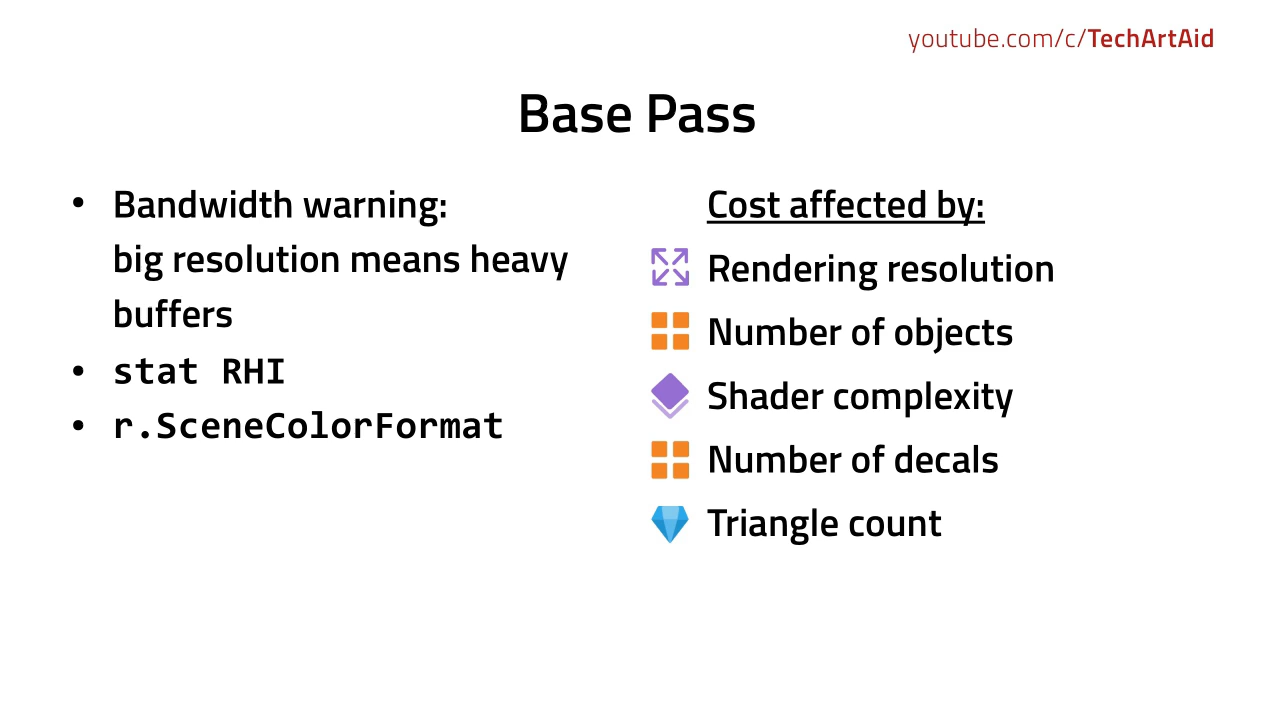 youtube.com/c/TechArtAid
Base Pass
• Bandwidth warning:
big resolution means heavy
buffers
• stat RHI
• r.SceneColorFormat
Cost affected by:
Rendering resolution
Number of objects
Shader complexity
Number of decals
Triangle count